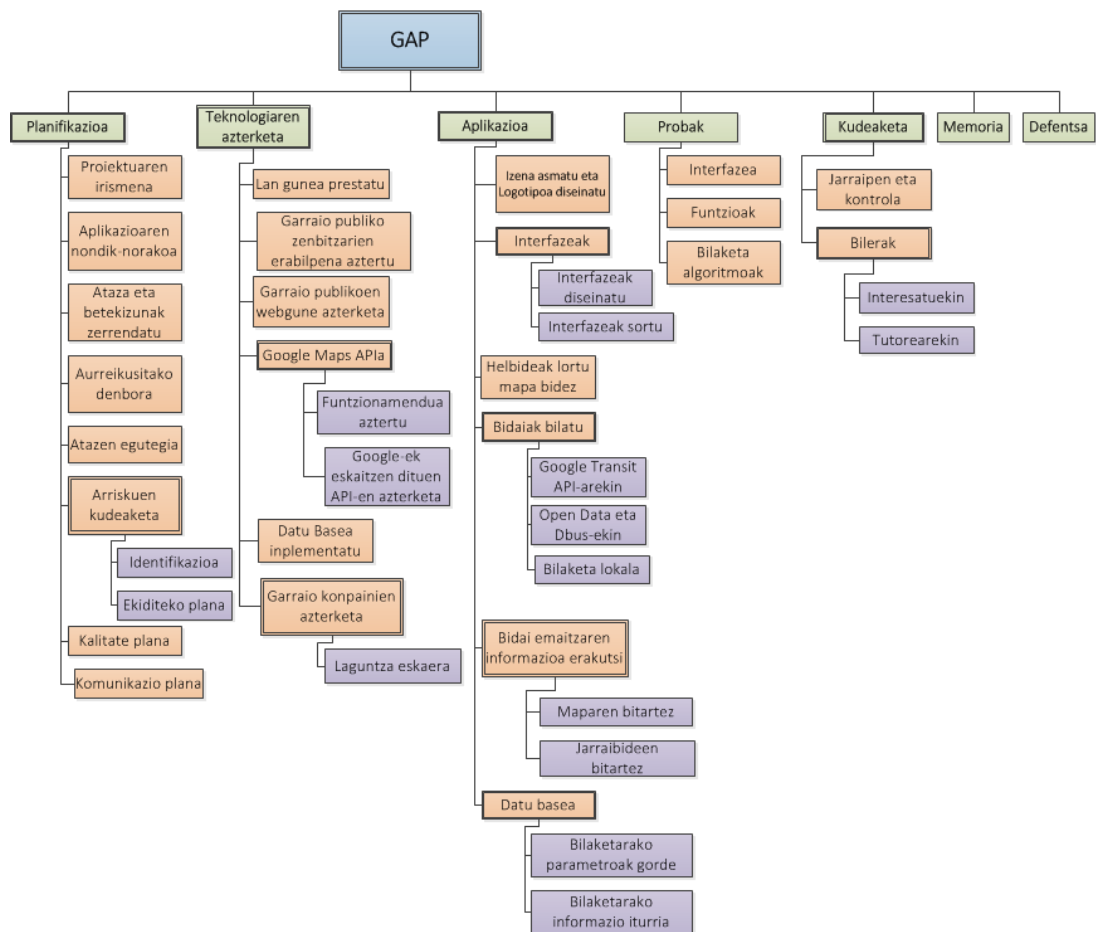 GAP
Planifikazioa
Proiektuaren
irismena
Aplikazioaren
nondik-norakoa
Ataza eta
betekizunak
zerrendatu
Aurreikusitako
denbora
Atazen egutegia
Arriskuen
kudeaketa
Identifikazioa
Ekiditeko plana
Kalitate plana
Komunikazio plana
Teknologiaren
azterketa
Lan gunea prestatu
Garraio publiko
zenbitzarien
erabilpena aztertu
Garraio publikoen
webgune azterketa
Google Maps APIa
Funtzionamendua
aztertu
Google-ek
eskaitzen dituen
API-en azterketa
Datu Basea
inplementatu
Garraio konpainien
azterketa
Laguntza eskaera
Aplikazioa
Izena asmatu eta
Logotipoa diseinatu
Interfazeak
Interfazeak
diseinatu
Interfazeak sortu
Helbideak lortu
mapa bidez
Bidaiak bilatu
Google Transit
API-arekin
Open Data eta
Dbus-ekin
Bilaketa lokala
Bidai emaitzaren
informazioa erakutsi
Maparen bitartez
Jarraibideen
bitartez
Datu basea
Bilaketarako
parametroak gorde
Bilaketarako
informazio iturria
Probak
Interfazea
Funtzioak
Bilaketa
algoritmoak
Kudeaketa
Jarraipen eta
kontrola
Bilerak
Interesatuekin
Tutorearekin
Memoria
Defentsa